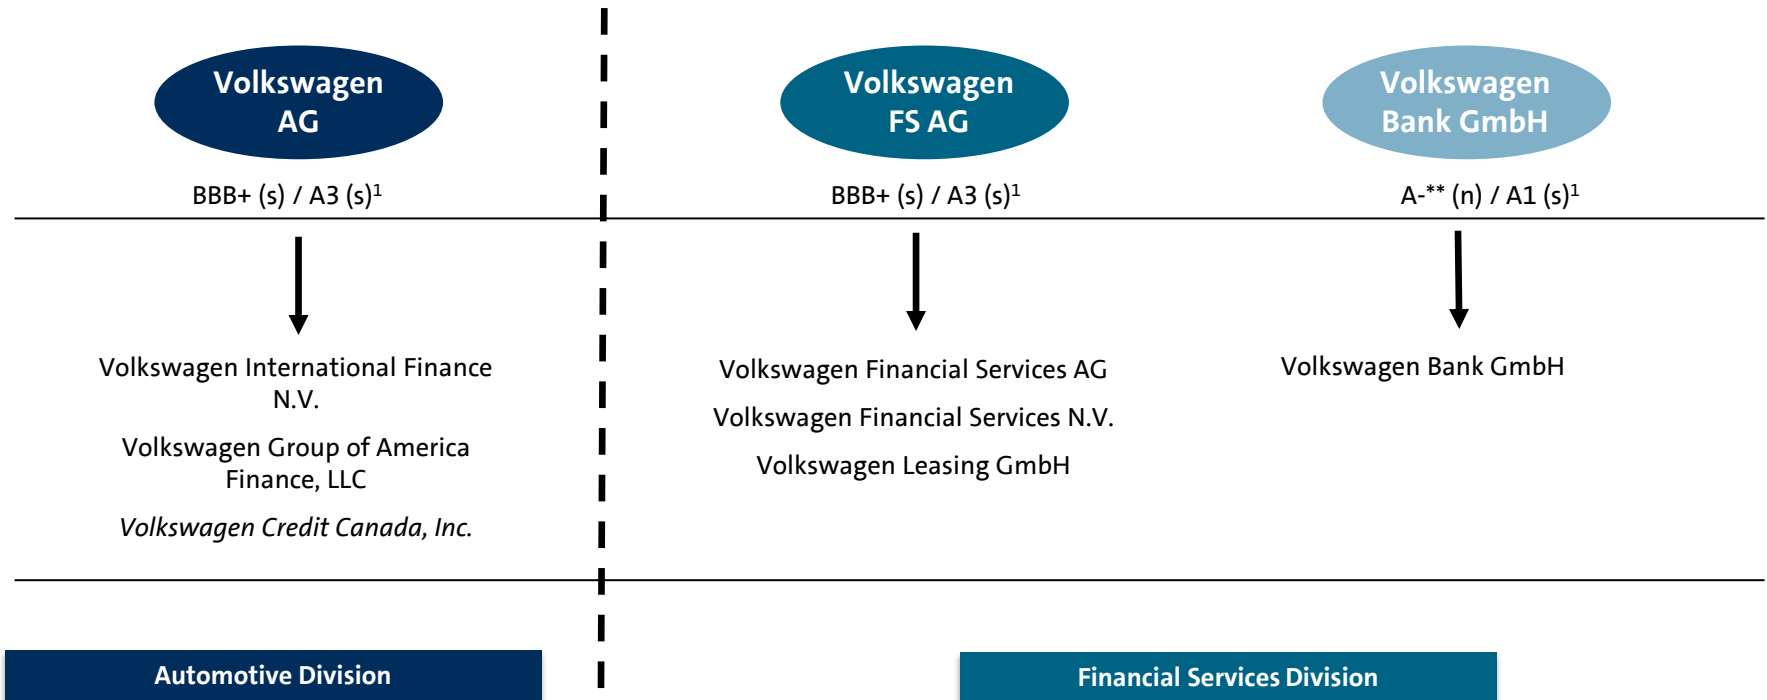 Volkswagen
AG
BBB+ (s) / A3 (s)¹
Volkswagen International Finance
N.V.
Volkswagen Group of America
Finance, LLC
Volkswagen Credit Canada, Inc.
Automotive Division
Volkswagen
FS AG
BBB+ (s) / A3 (s)¹
Volkswagen Financial Services AG
Volkswagen Financial Services N.V.
Volkswagen Leasing GmbH
Volkswagen
Bank GmbH
A-** (n) / A1 (s)¹
Volkswagen Bank GmbH
Financial Services Division